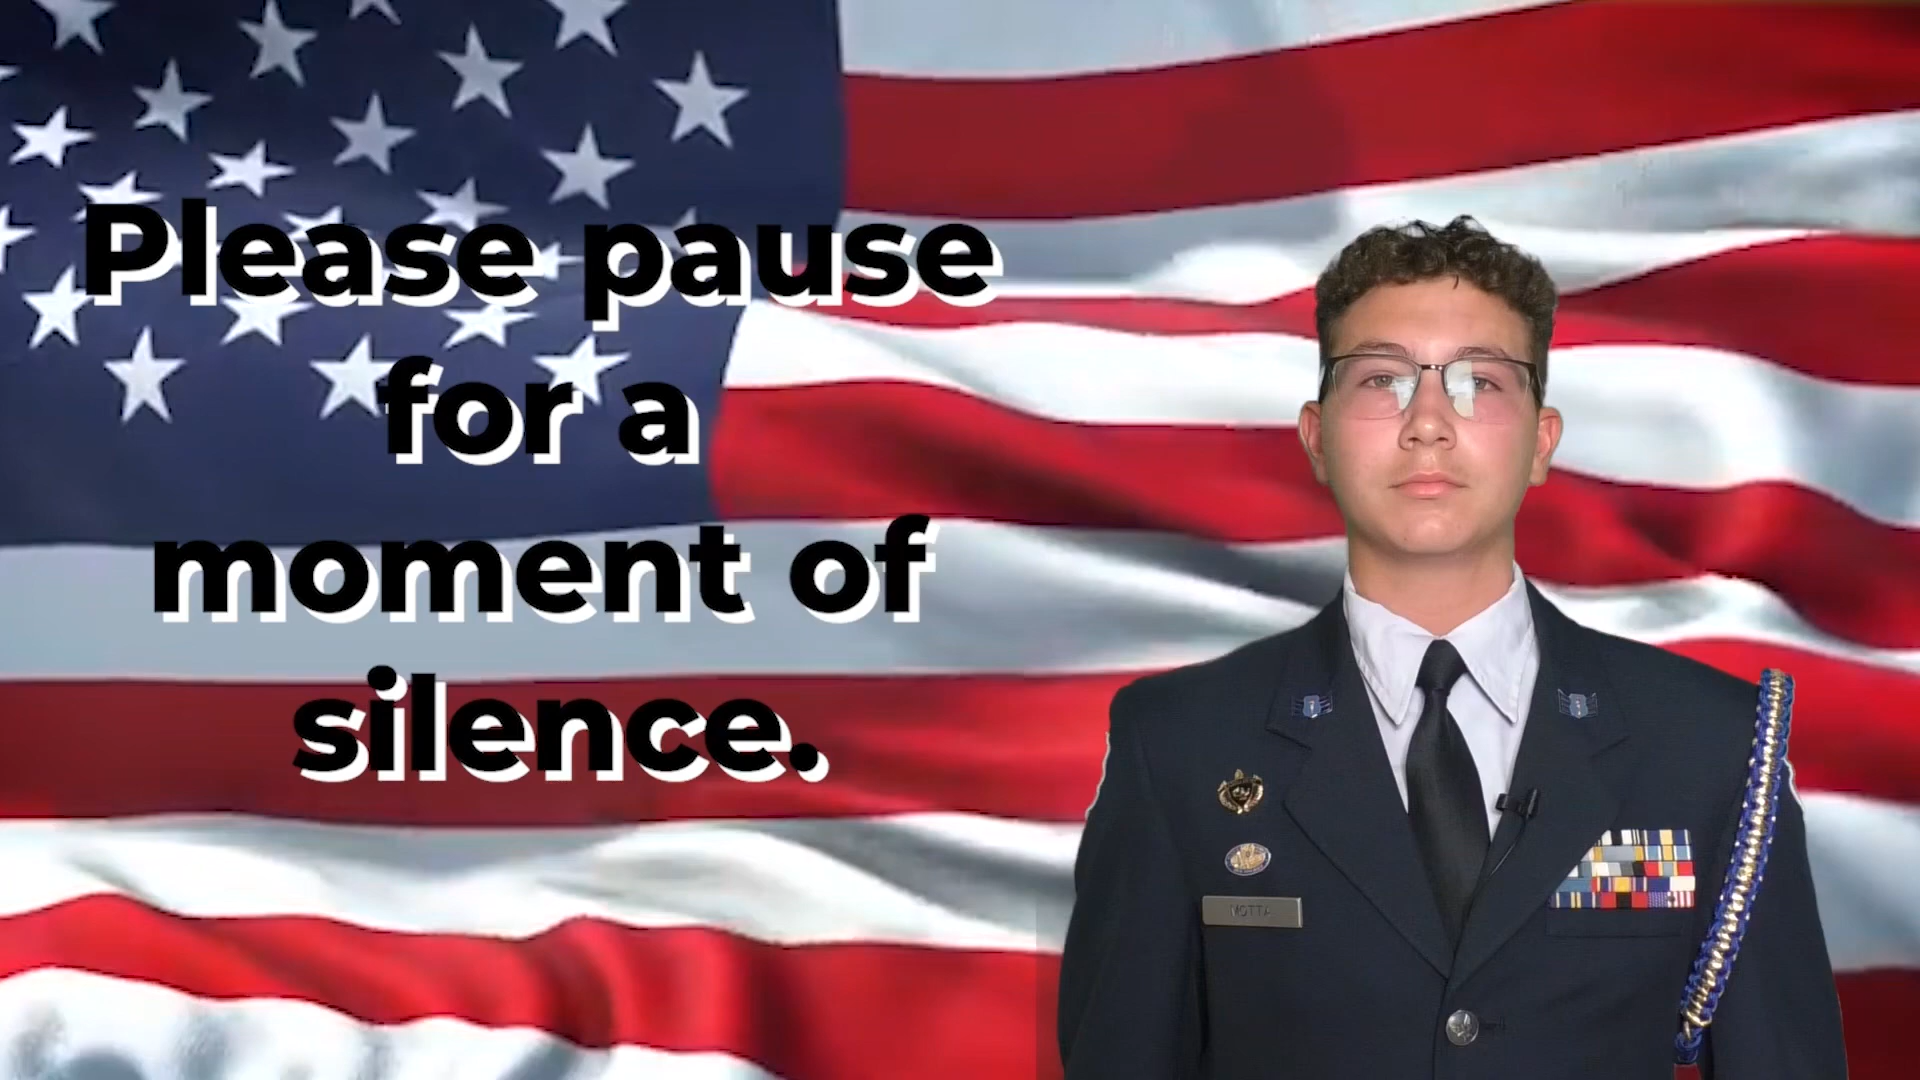 Please pause
for a
moment of
silence.
MOTTA